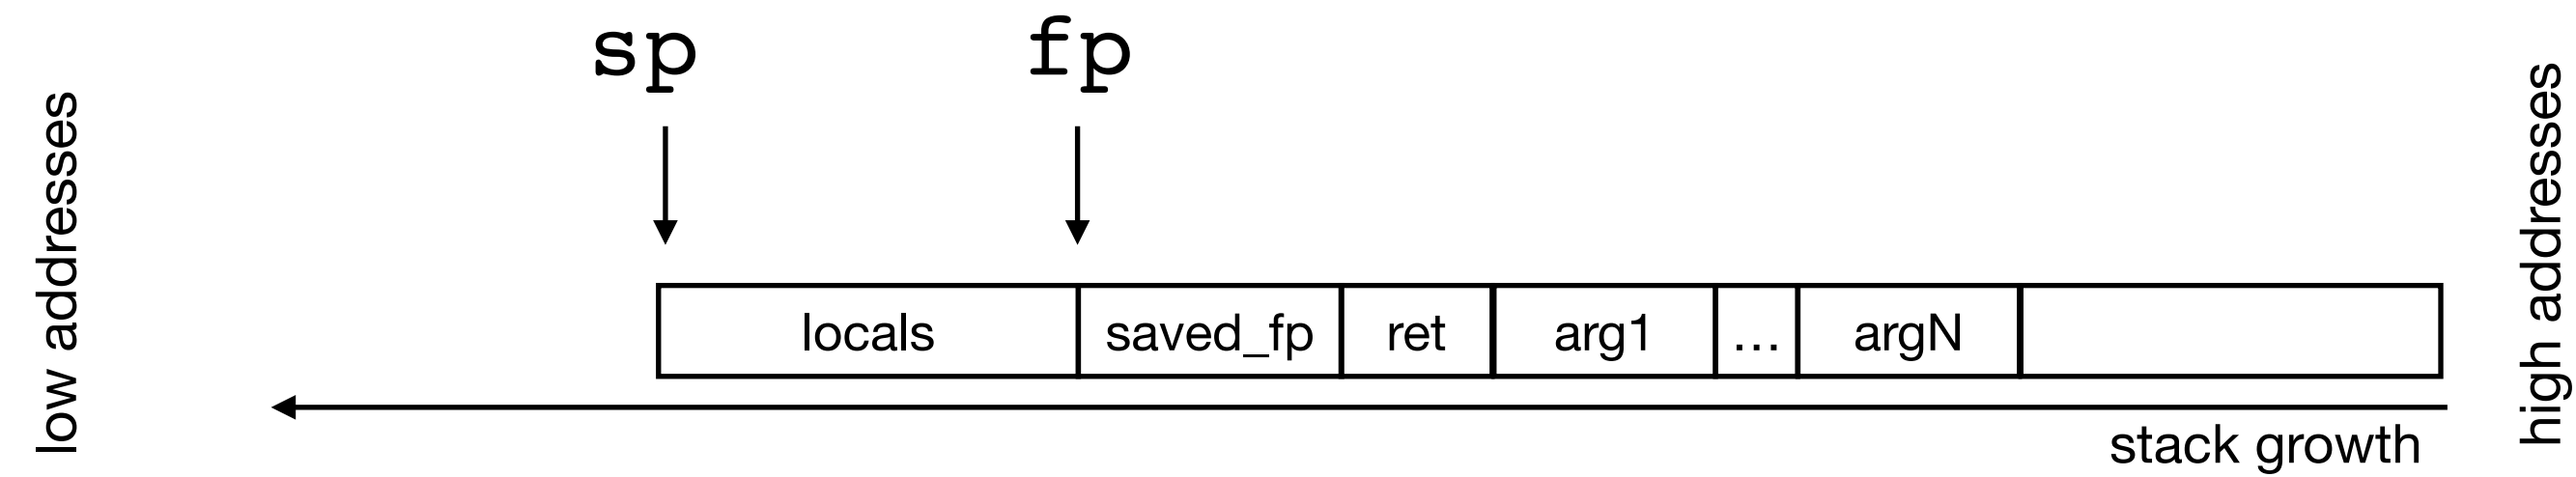 sp
fp
low addresses
locals
saved_fp
ret
arg1
...
argN
high addresses
stack growth